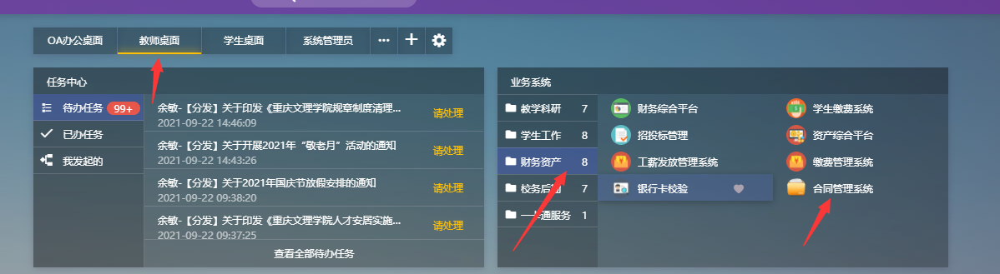 OA办公桌面 教师桌面 学生桌面 系统管理员 ...
任务中心
待办任务 99+
已办任务
我发起的
余敏-【分发】关于印发《重庆文理学院规章制度清理... 请处理
2021-09-22 14:46:09
余敏-【分发】关于开展2021年“敬老月”活动的通知 请处理
2021-09-22 14:43:26
余敏-【分发】关于2021年国庆节放假安排的通知 请处理
2021-09-22 09:38:20
余敏-【分发】关于印发《重庆文理学院人才安居实施... 请处理
2021-09-22 09:37:25
查看全部待办任务
业务系统
教学科研 7
学生工作 8
财务资产 8
校务后勤 7
一卡通服务 1
财务综合平台 学生缴费系统
招投标管理 资产综合平台
工薪发放管理系统 缴费管理系统
银行卡校验 合同管理系统